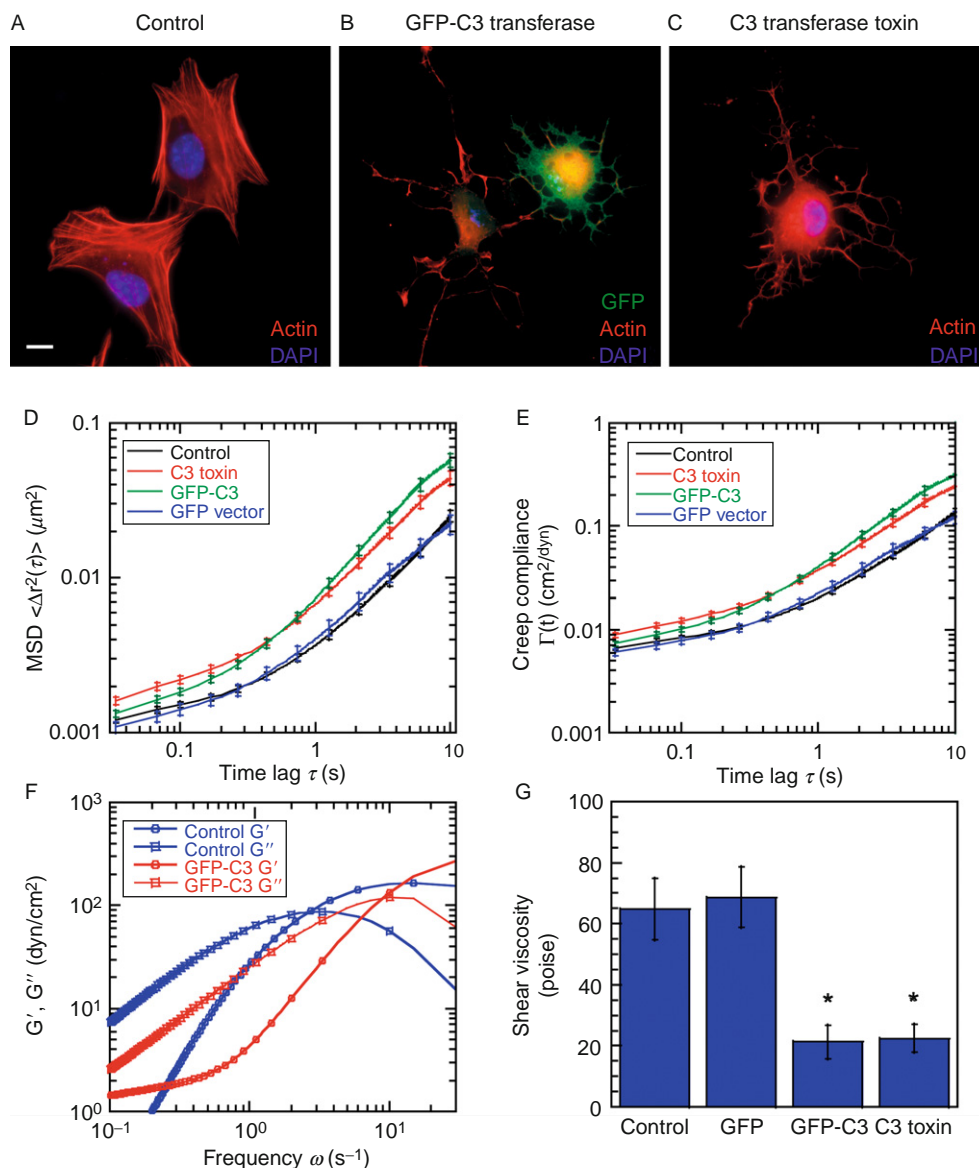 A Control B GFP-C3 transferase C C3 transferase toxin
GFP
Actin Actin Actin
DAPI DAPI DAPI
D E
0.1 1
Control Control
C3 toxin C3 toxin
GFP-C3 GFP-C3
GFP vector GFP vector
0.1
0.01
0.01
0.001 0.001
0.1 1 10 0.1 1 10
MSD <Δr²(τ)> (μm2)
Creep compliance
Γ(t) (cm²/dyn)
Time lag τ (s) Time lag τ (s)
F G
10³ 100
Control G′
Control G″
GFP-C3 G′
GFP-C3 G″
80
10²
60
40
10¹
20
10⁰ 0
10⁻¹ 10⁰ 10¹
G′, G″ (dyn/cm²)
Shear viscosity
(poise)
* *
Control GFP GFP-C3 C3 toxin
Frequency ω (s⁻¹)